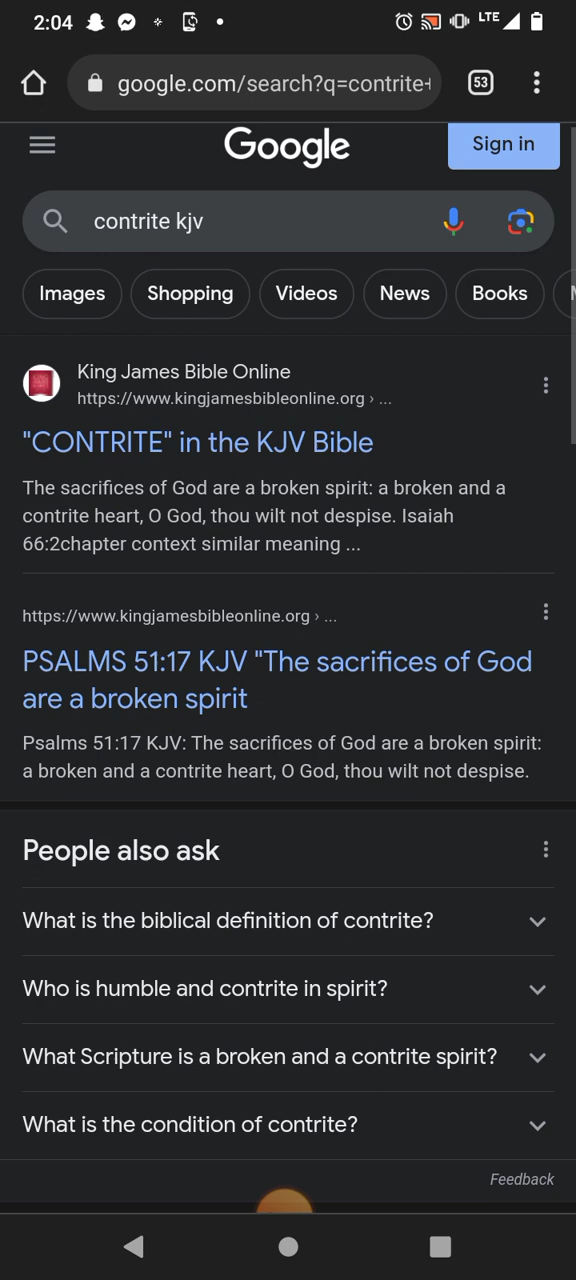 2:04
LTE
google.com/search?q=contrite+
53
Google
Sign in
contrite kjv
Images
Shopping
Videos
News
Books
King James Bible Online
https://www.kingjamesbibleonline.org › ...
"CONTRITE" in the KJV Bible
The sacrifices of God are a broken spirit: a broken and a
contrite heart, O God, thou wilt not despise. Isaiah
66:2chapter context similar meaning ...
https://www.kingjamesbibleonline.org › ...
PSALMS 51:17 KJV "The sacrifices of God
are a broken spirit
Psalms 51:17 KJV: The sacrifices of God are a broken spirit:
a broken and a contrite heart, O God, thou wilt not despise.
People also ask
What is the biblical definition of contrite?
Who is humble and contrite in spirit?
What Scripture is a broken and a contrite spirit?
What is the condition of contrite?
Feedback